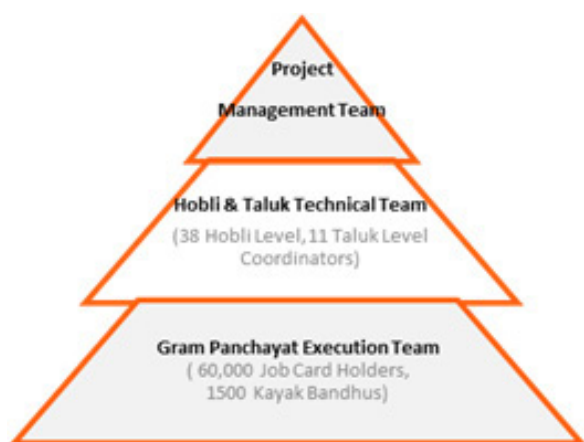 Project
Management Team
Hobli & Taluk Technical Team
(38 Hobli Level,11 Taluk Level
Coordinators)
Gram Panchayat Execution Team
( 60,000 Job Card Holders,
1500 Kayak Bandhus)